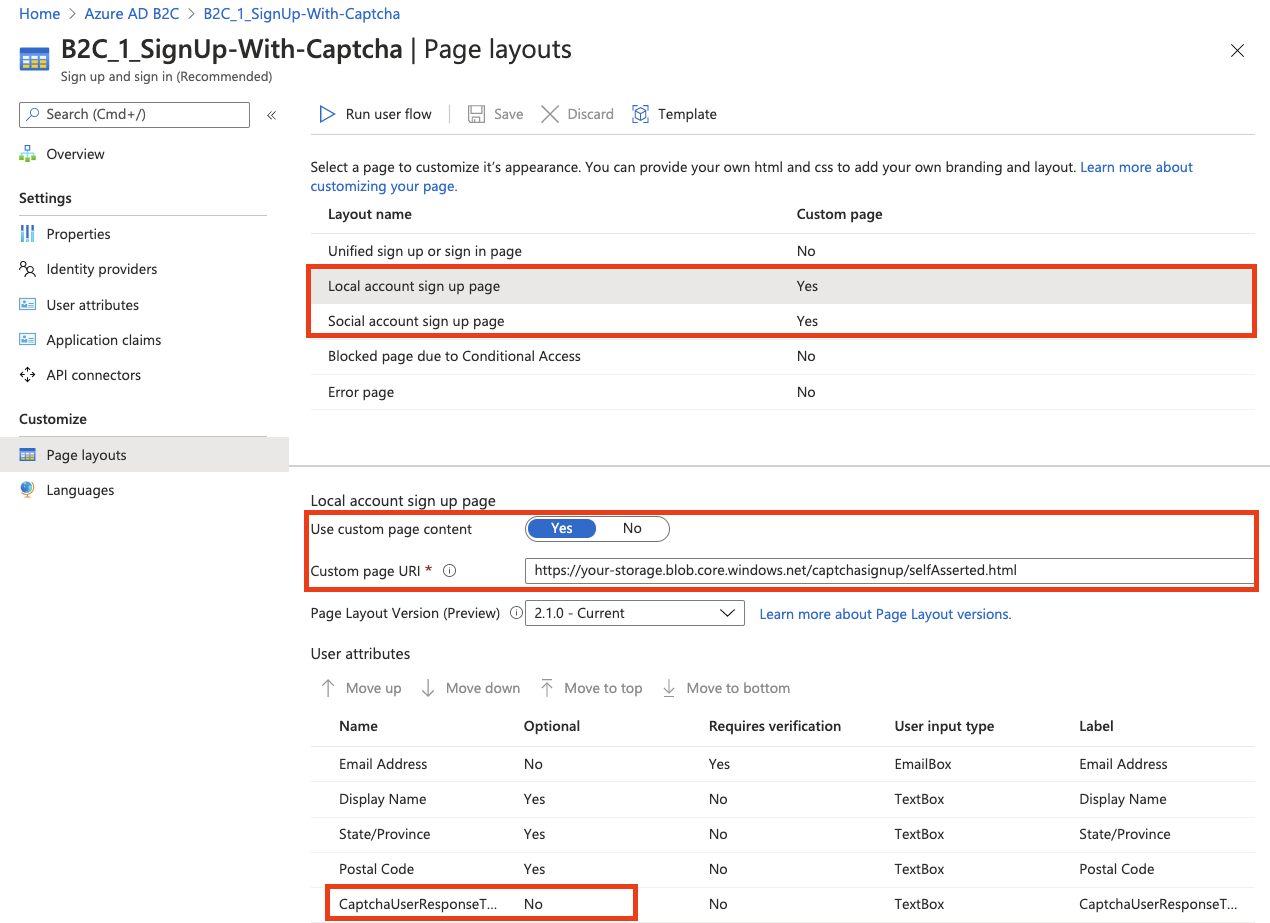 Home > Azure AD B2C > B2C_1_SignUp-With-Captcha
B2C_1_SignUp-With-Captcha | Page layouts
Sign up and sign in (Recommended)
Search (Cmd+/)
«
Overview
Settings
Properties
Identity providers
User attributes
Application claims
API connectors
Customize
Page layouts
Languages
Run user flow
Save
Discard
Template
Select a page to customize it’s appearance. You can provide your own html and css to add your own branding and layout. Learn more about
customizing your page.
Layout name Custom page
Unified sign up or sign in page No
Local account sign up page Yes
Social account sign up page Yes
Blocked page due to Conditional Access No
Error page No
Local account sign up page
Use custom page content Yes No
Custom page URI * https://your-storage.blob.core.windows.net/captchasignup/selfAsserted.html
Page Layout Version (Preview) 2.1.0 - Current Learn more about Page Layout versions.
User attributes
Move up Move down Move to top Move to bottom
Name Optional Requires verification User input type Label
Email Address No Yes EmailBox Email Address
Display Name Yes No TextBox Display Name
State/Province Yes No TextBox State/Province
Postal Code Yes No TextBox Postal Code
CaptchaUserResponseT... No No TextBox CaptchaUserResponseT...